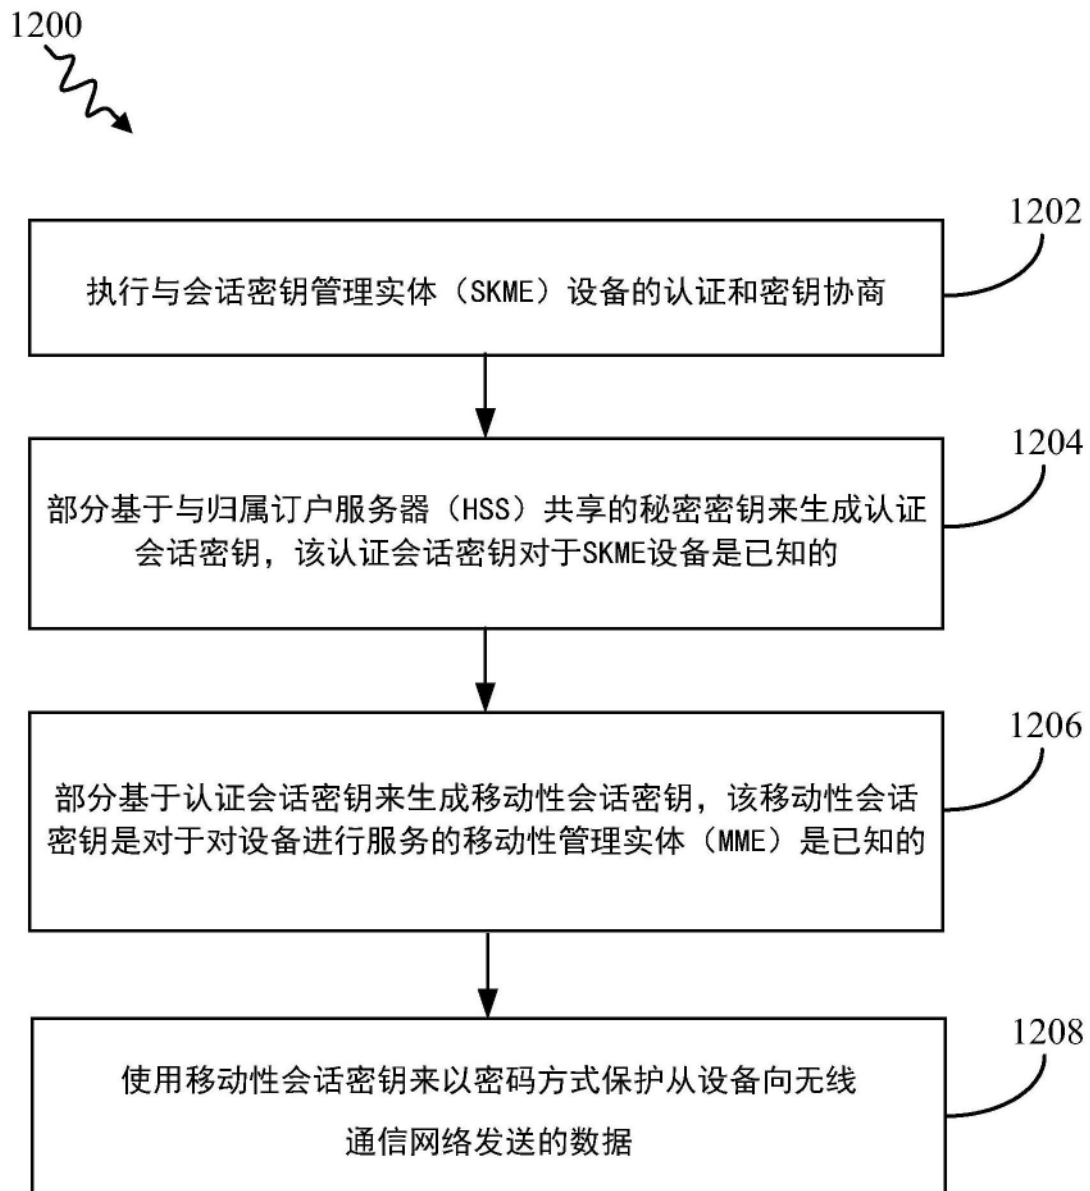 1200
1202
执行与会话密钥管理实体（SKME）设备的认证和密钥协商
1204
部分基于与归属订户服务器（HSS）共享的秘密密钥来生成认证
会话密钥，该认证会话密钥对于SKME设备是已知的
1206
部分基于认证会话密钥来生成移动性会话密钥，该移动性会话
密钥是对于对设备进行服务的移动性管理实体（MME）是已知的
1208
使用移动性会话密钥来以密码方式保护从设备向无线
通信网络发送的数据